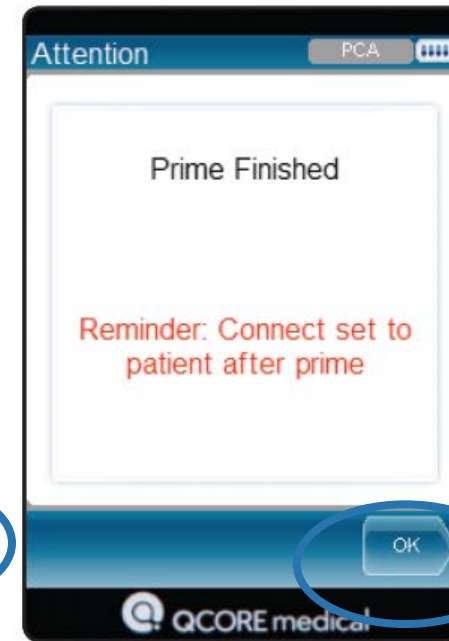 Attention
PCA
Prime Finished
Reminder: Connect set to
patient after prime
OK
QCORE medical